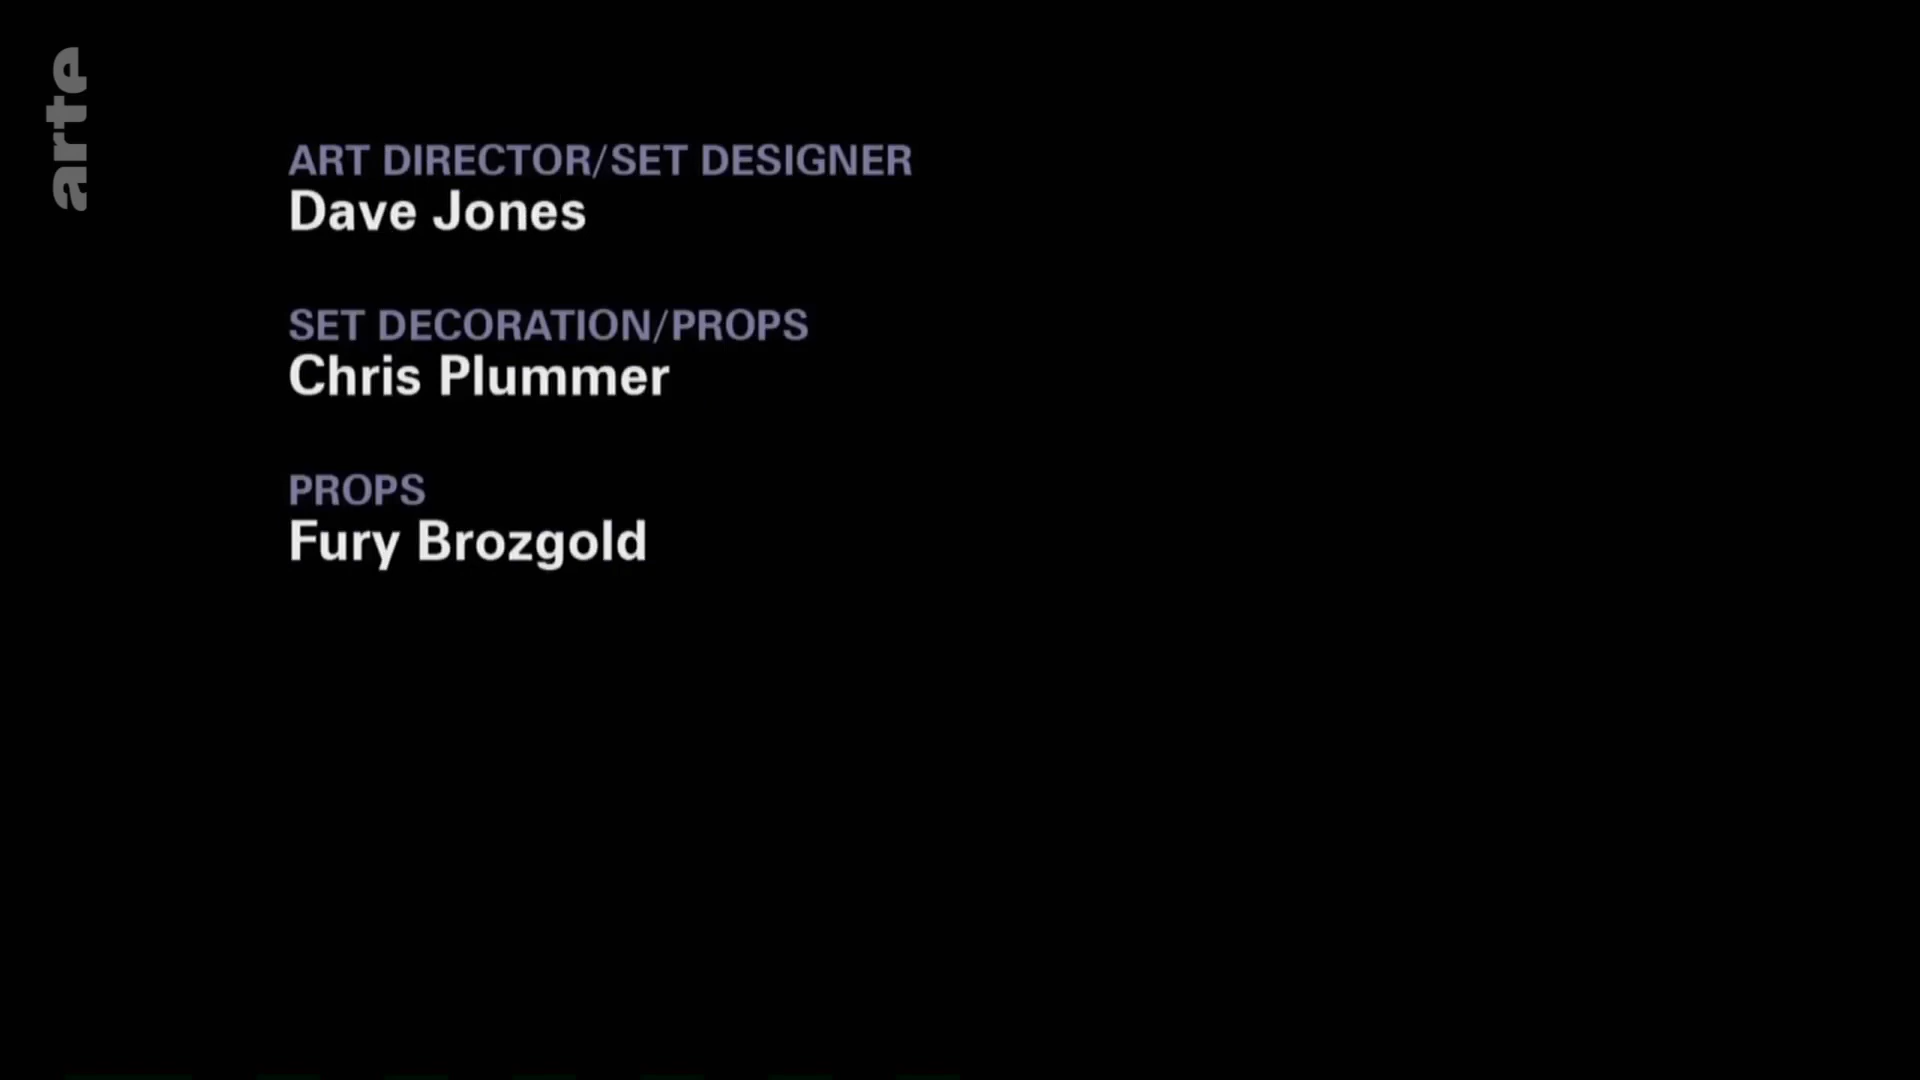 arte
ART DIRECTOR/SET DESIGNER
Dave Jones
SET DECORATION/PROPS
Chris Plummer
PROPS
Fury Brozgold